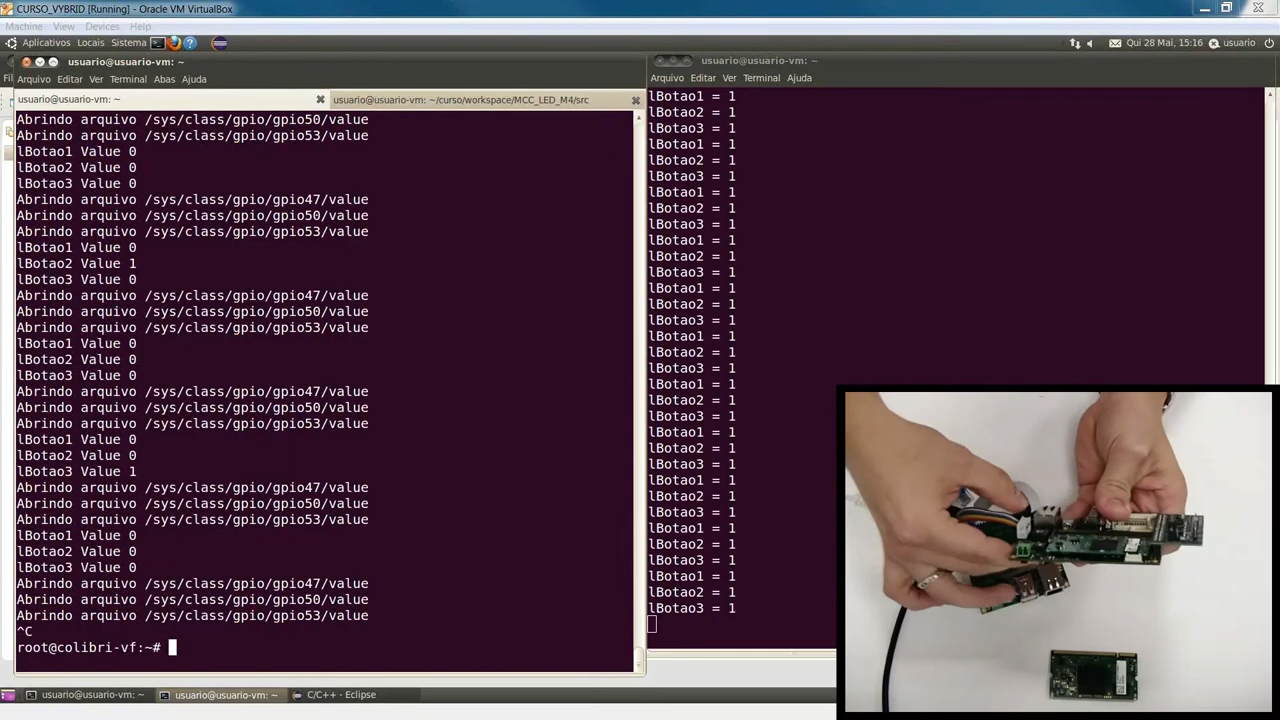 CURSO_VYBRID [Running] - Oracle VM VirtualBox
Machine View Devices Help
Aplicativos Locais Sistema
Qui 28 Mai, 15:16 usuario
usuario@usuario-vm: ~
Arquivo Editar Ver Terminal Abas Ajuda
usuario@usuario-vm: ~
usuario@usuario-vm: ~/curso/workspace/MCC_LED_M4/src
Abrindo arquivo /sys/class/gpio/gpio50/value
Abrindo arquivo /sys/class/gpio/gpio53/value
lBotao1 Value 0
lBotao2 Value 0
lBotao3 Value 0
Abrindo arquivo /sys/class/gpio/gpio47/value
Abrindo arquivo /sys/class/gpio/gpio50/value
Abrindo arquivo /sys/class/gpio/gpio53/value
lBotao1 Value 0
lBotao2 Value 1
lBotao3 Value 0
Abrindo arquivo /sys/class/gpio/gpio47/value
Abrindo arquivo /sys/class/gpio/gpio50/value
Abrindo arquivo /sys/class/gpio/gpio53/value
lBotao1 Value 0
lBotao2 Value 0
lBotao3 Value 0
Abrindo arquivo /sys/class/gpio/gpio47/value
Abrindo arquivo /sys/class/gpio/gpio50/value
Abrindo arquivo /sys/class/gpio/gpio53/value
lBotao1 Value 0
lBotao2 Value 0
lBotao3 Value 1
Abrindo arquivo /sys/class/gpio/gpio47/value
Abrindo arquivo /sys/class/gpio/gpio50/value
Abrindo arquivo /sys/class/gpio/gpio53/value
lBotao1 Value 0
lBotao2 Value 0
lBotao3 Value 0
Abrindo arquivo /sys/class/gpio/gpio47/value
Abrindo arquivo /sys/class/gpio/gpio50/value
Abrindo arquivo /sys/class/gpio/gpio53/value
^C
root@colibri-vf:~#
usuario@usuario-vm: ~
Arquivo Editar Ver Terminal Ajuda
lBotao1 = 1
lBotao2 = 1
lBotao3 = 1
lBotao1 = 1
lBotao2 = 1
lBotao3 = 1
lBotao1 = 1
lBotao2 = 1
lBotao3 = 1
lBotao1 = 1
lBotao2 = 1
lBotao3 = 1
lBotao1 = 1
lBotao2 = 1
lBotao3 = 1
lBotao1 = 1
lBotao2 = 1
lBotao3 = 1
lBotao1 = 1
lBotao2 = 1
lBotao3 = 1
lBotao1 = 1
lBotao2 = 1
lBotao3 = 1
lBotao1 = 1
lBotao2 = 1
lBotao3 = 1
lBotao1 = 1
lBotao2 = 1
lBotao3 = 1
lBotao1 = 1
lBotao2 = 1
lBotao3 = 1
usuario@usuario-vm: ~
usuario@usuario-vm: ~
C/C++ - Eclipse